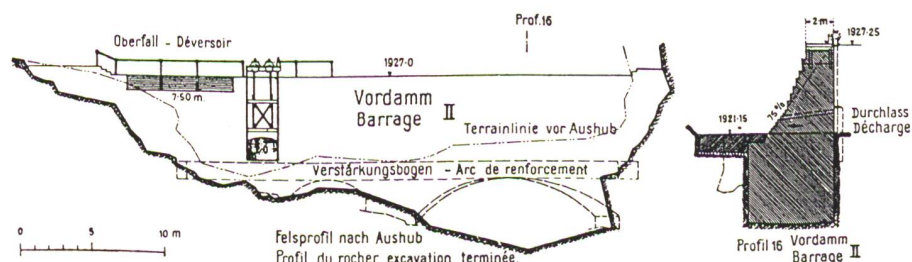 Prof. 16
Oberfall - Déversoir
2 m
1927·25
1927·0
7·50 m.
Vordamm
Barrage II
75 %
Durchlass
Décharge
1921·15
Terrainlinie vor Aushub
Verstärkungsbogen - Arc de renforcement
0 5 10 m
Felsprofil nach Aushub
Profil du rocher excavation terminée
Profil 16 Vordamm
Barrage II